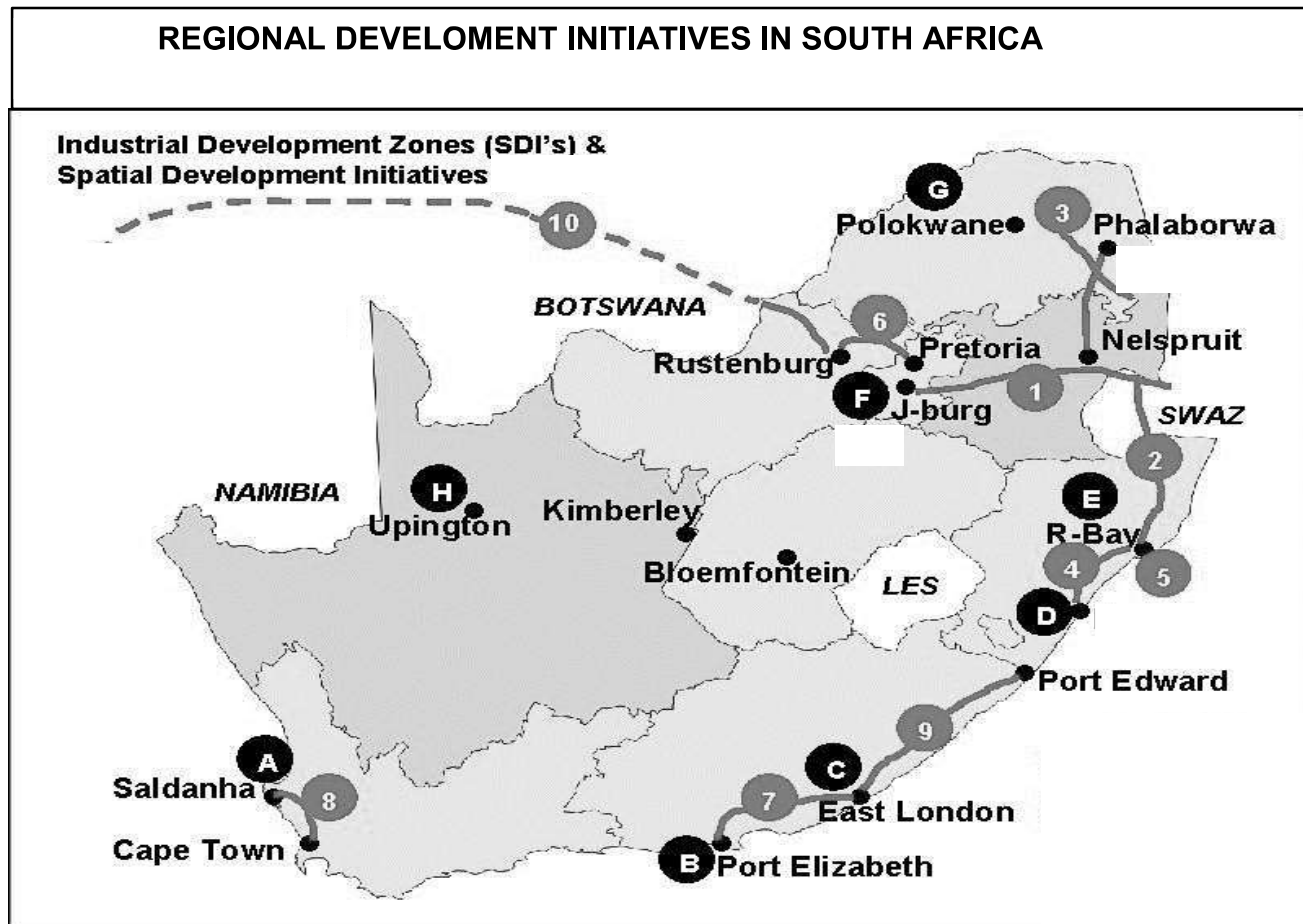 REGIONAL DEVELOMENT INITIATIVES IN SOUTH AFRICA
Industrial Development Zones (SDI's) &
Spatial Development Initiatives
10
G
3
Polokwane
Phalaborwa
BOTSWANA
6
Rustenburg
Pretoria
Nelspruit
F
J-burg
1
SWAZ
2
NAMIBIA
H
Upington
Kimberley
E
R-Bay
Bloemfontein
LES
4
5
D
Port Edward
9
A
C
Saldanha
8
7
East London
Cape Town
B
Port Elizabeth